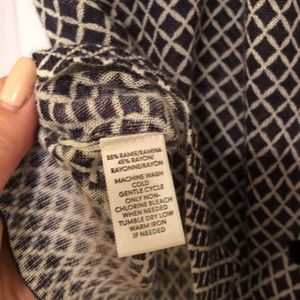 55% RAMIE/RAMINA
45% RAYON/
RAYONNE/RAYON/
MACHINE WASH
COLD
GENTLE CYCLE
ONLY NON-
CHLORINE BLEACH
WHEN NEEDED
TUMBLE DRY LOW
WARM IRON
IF NEEDED